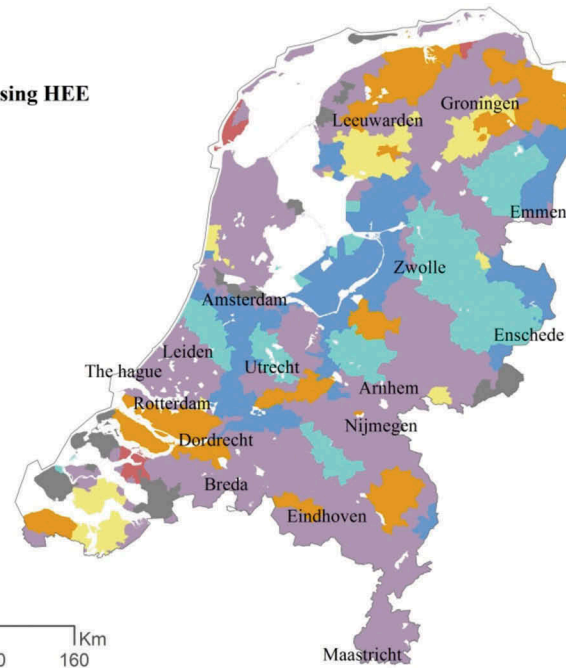 sing HEE
Groningen
Leeuwarden
Emmen
Zwolle
Amsterdam
Enschede
Leiden
Utrecht
The hague
Arnhem
Rotterdam
Nijmegen
Dordrecht
Breda
Eindhoven
Km
0 160
Maastricht